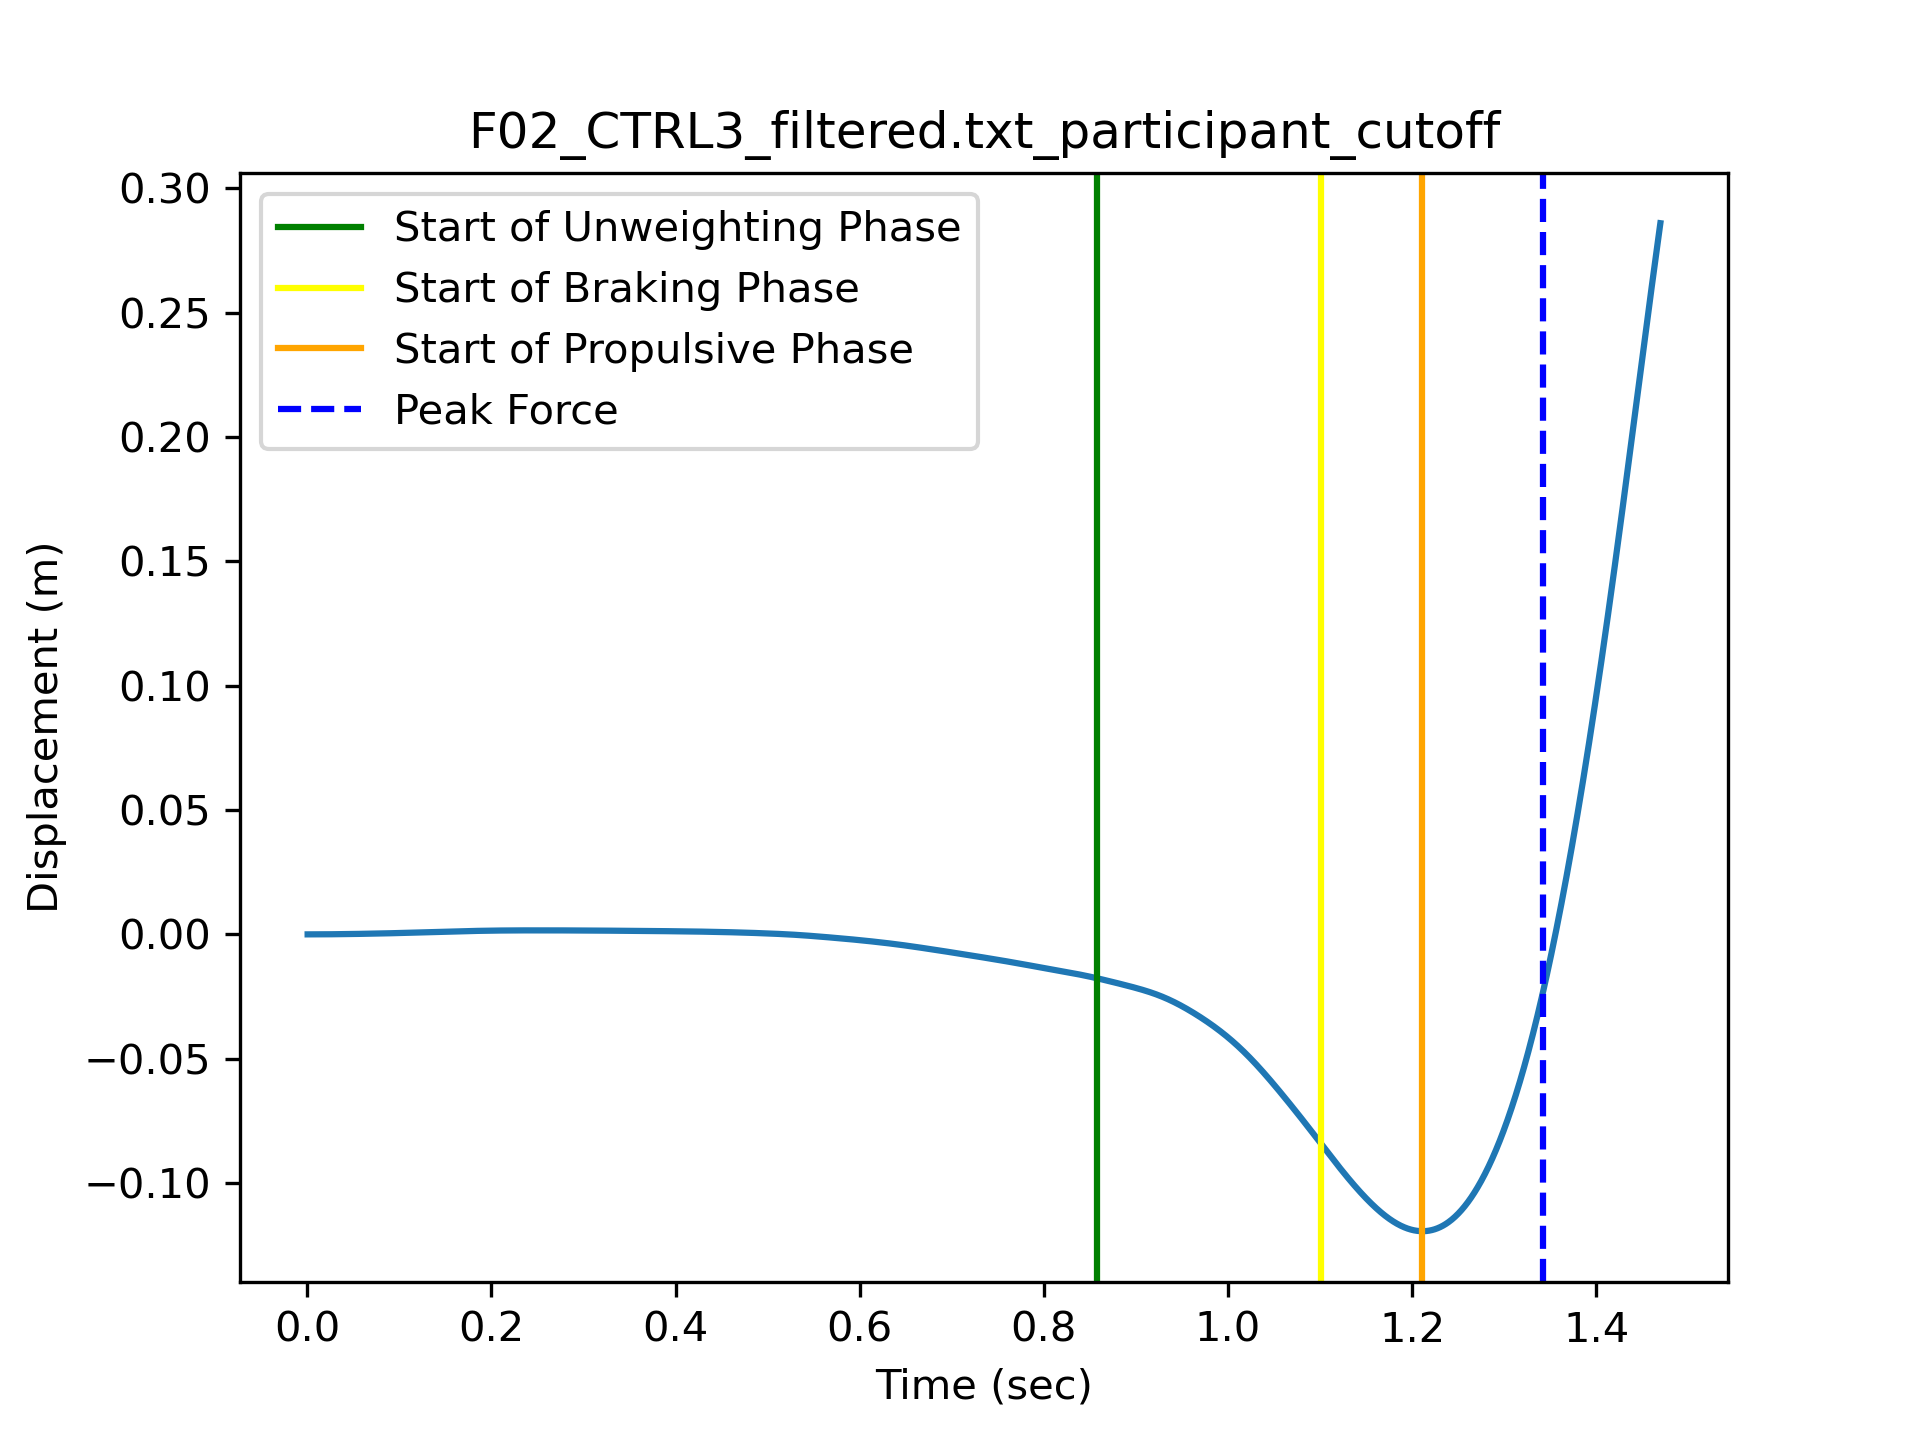 F02_CTRL3_filtered.txt_participant_cutoff
0.30
0.25
0.20
0.15
0.10
0.05
0.00
−0.05
−0.10
Displacement (m)
Start of Unweighting Phase
Start of Braking Phase
Start of Propulsive Phase
Peak Force
0.0 0.2 0.4 0.6 0.8 1.0 1.2 1.4
Time (sec)